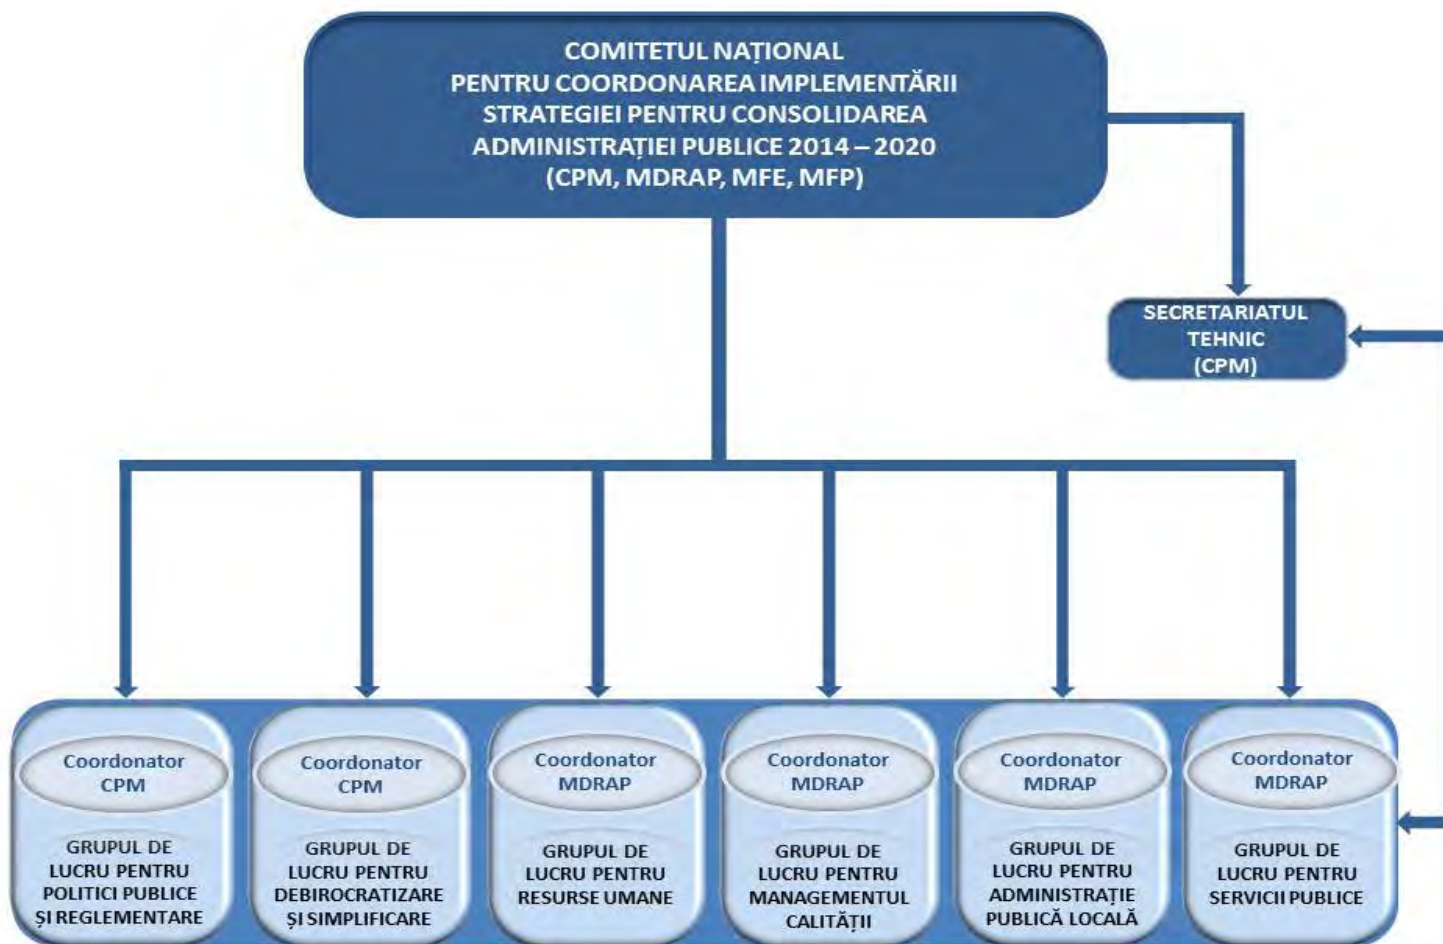 COMITETUL NAȚIONAL
PENTRU COORDONAREA IMPLEMENTĂRII
STRATEGIEI PENTRU CONSOLIDAREA
ADMINISTRAȚIEI PUBLICE 2014 – 2020
(CPM, MDRAP, MFE, MFP)
SECRETARIATUL
TEHNIC
(CPM)
Coordonator
CPM
GRUPUL DE
LUCRU PENTRU
POLITICI PUBLICE
ȘI REGLEMENTARE
Coordonator
CPM
GRUPUL DE
LUCRU PENTRU
DEBIROCRATIZARE
ȘI SIMPLIFICARE
Coordonator
MDRAP
GRUPUL DE
LUCRU PENTRU
RESURSE UMANE
Coordonator
MDRAP
GRUPUL DE
LUCRU PENTRU
MANAGEMENTUL
CALITĂȚII
Coordonator
MDRAP
GRUPUL DE
LUCRU PENTRU
ADMINISTRAȚIE
PUBLICĂ LOCALĂ
Coordonator
MDRAP
GRUPUL DE
LUCRU PENTRU
SERVICII PUBLICE